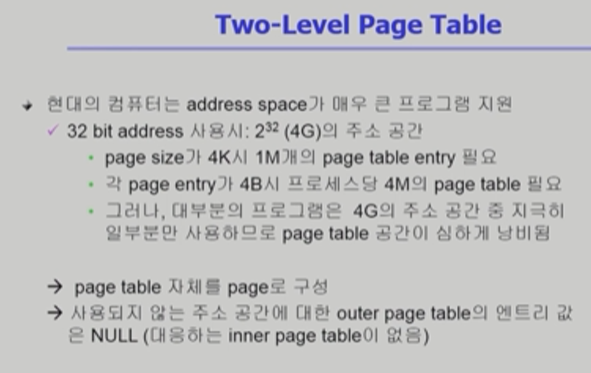 Two-Level Page Table
현대의 컴퓨터는 address space가 매우 큰 프로그램 지원
✓ 32 bit address 사용시: 2³² (4G)의 주소 공간
• page size가 4K시 1M개의 page table entry 필요
• 각 page entry가 4B시 프로세스당 4M의 page table 필요
• 그러나, 대부분의 프로그램은 4G의 주소 공간 중 지극히
일부분만 사용하므로 page table 공간이 심하게 낭비됨
→ page table 자체를 page로 구성
→ 사용되지 않는 주소 공간에 대한 outer page table의 엔트리 값
은 NULL (대응하는 inner page table이 없음)